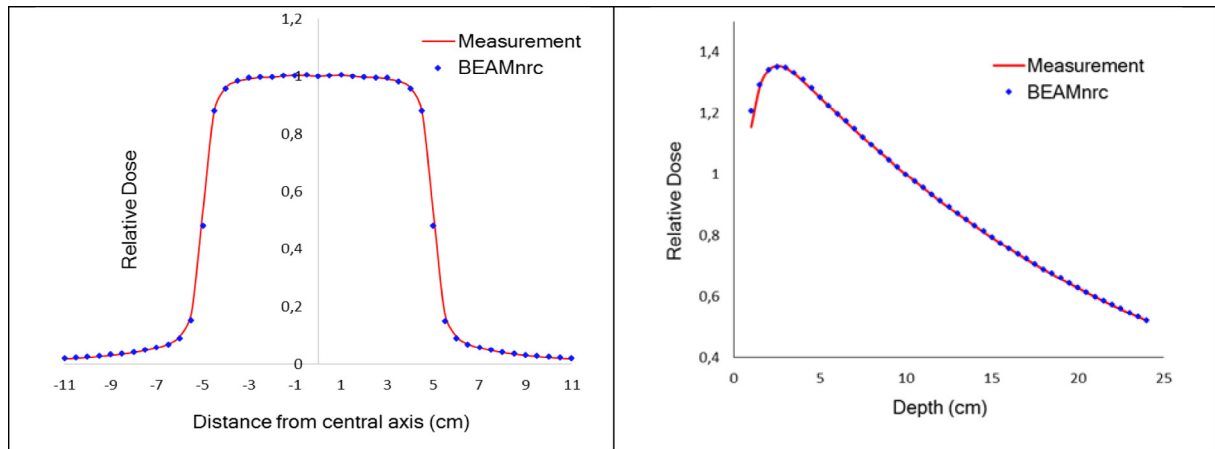 1,2
Measurement
BEAMnrc
1
0,8
0,6
0,4
0,2
0
Relative Dose
-11 -9 -7 -5 -3 -1 1 3 5 7 9 11
Distance from central axis (cm)
1,4
1,2
1
0,8
0,6
0,4
Measurement
BEAMnrc
Relative Dose
0 5 10 15 20 25
Depth (cm)